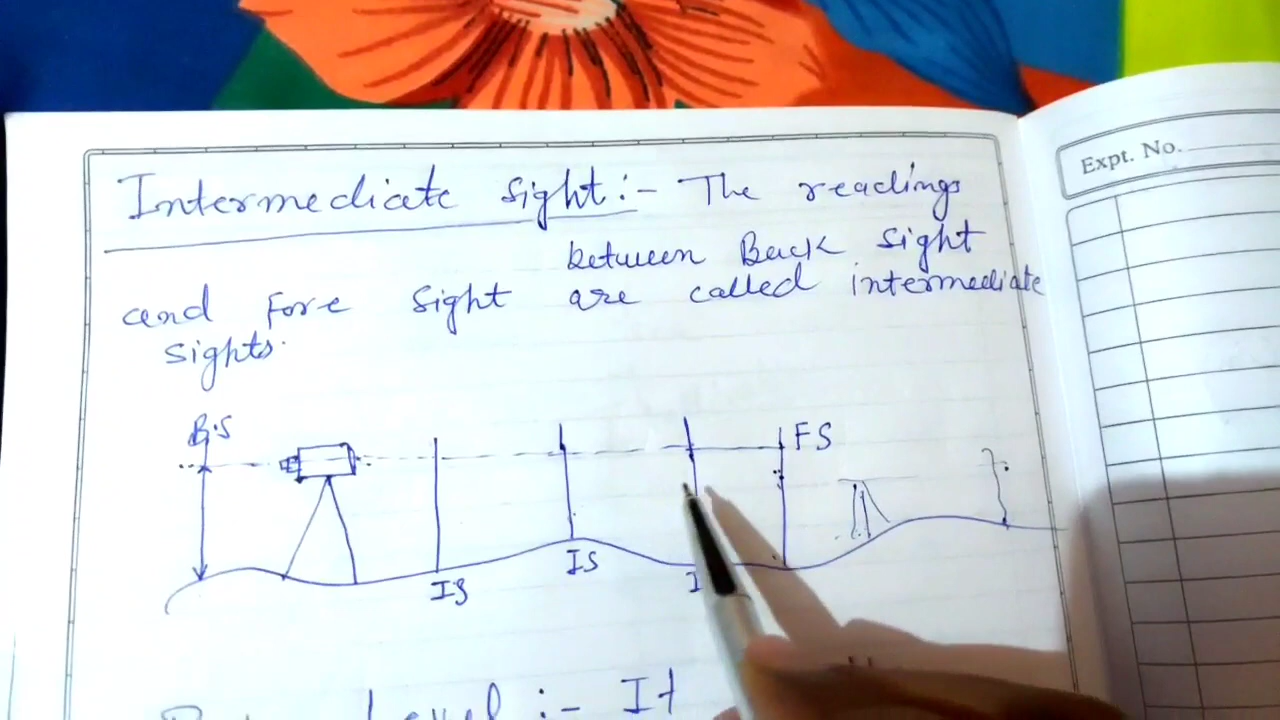 Intermediate sight:- The readings
between Back sight
and Fore sight are called intermediate
sights.
B.S
FS
IS
IS
I
Level :- It
Expt. No.